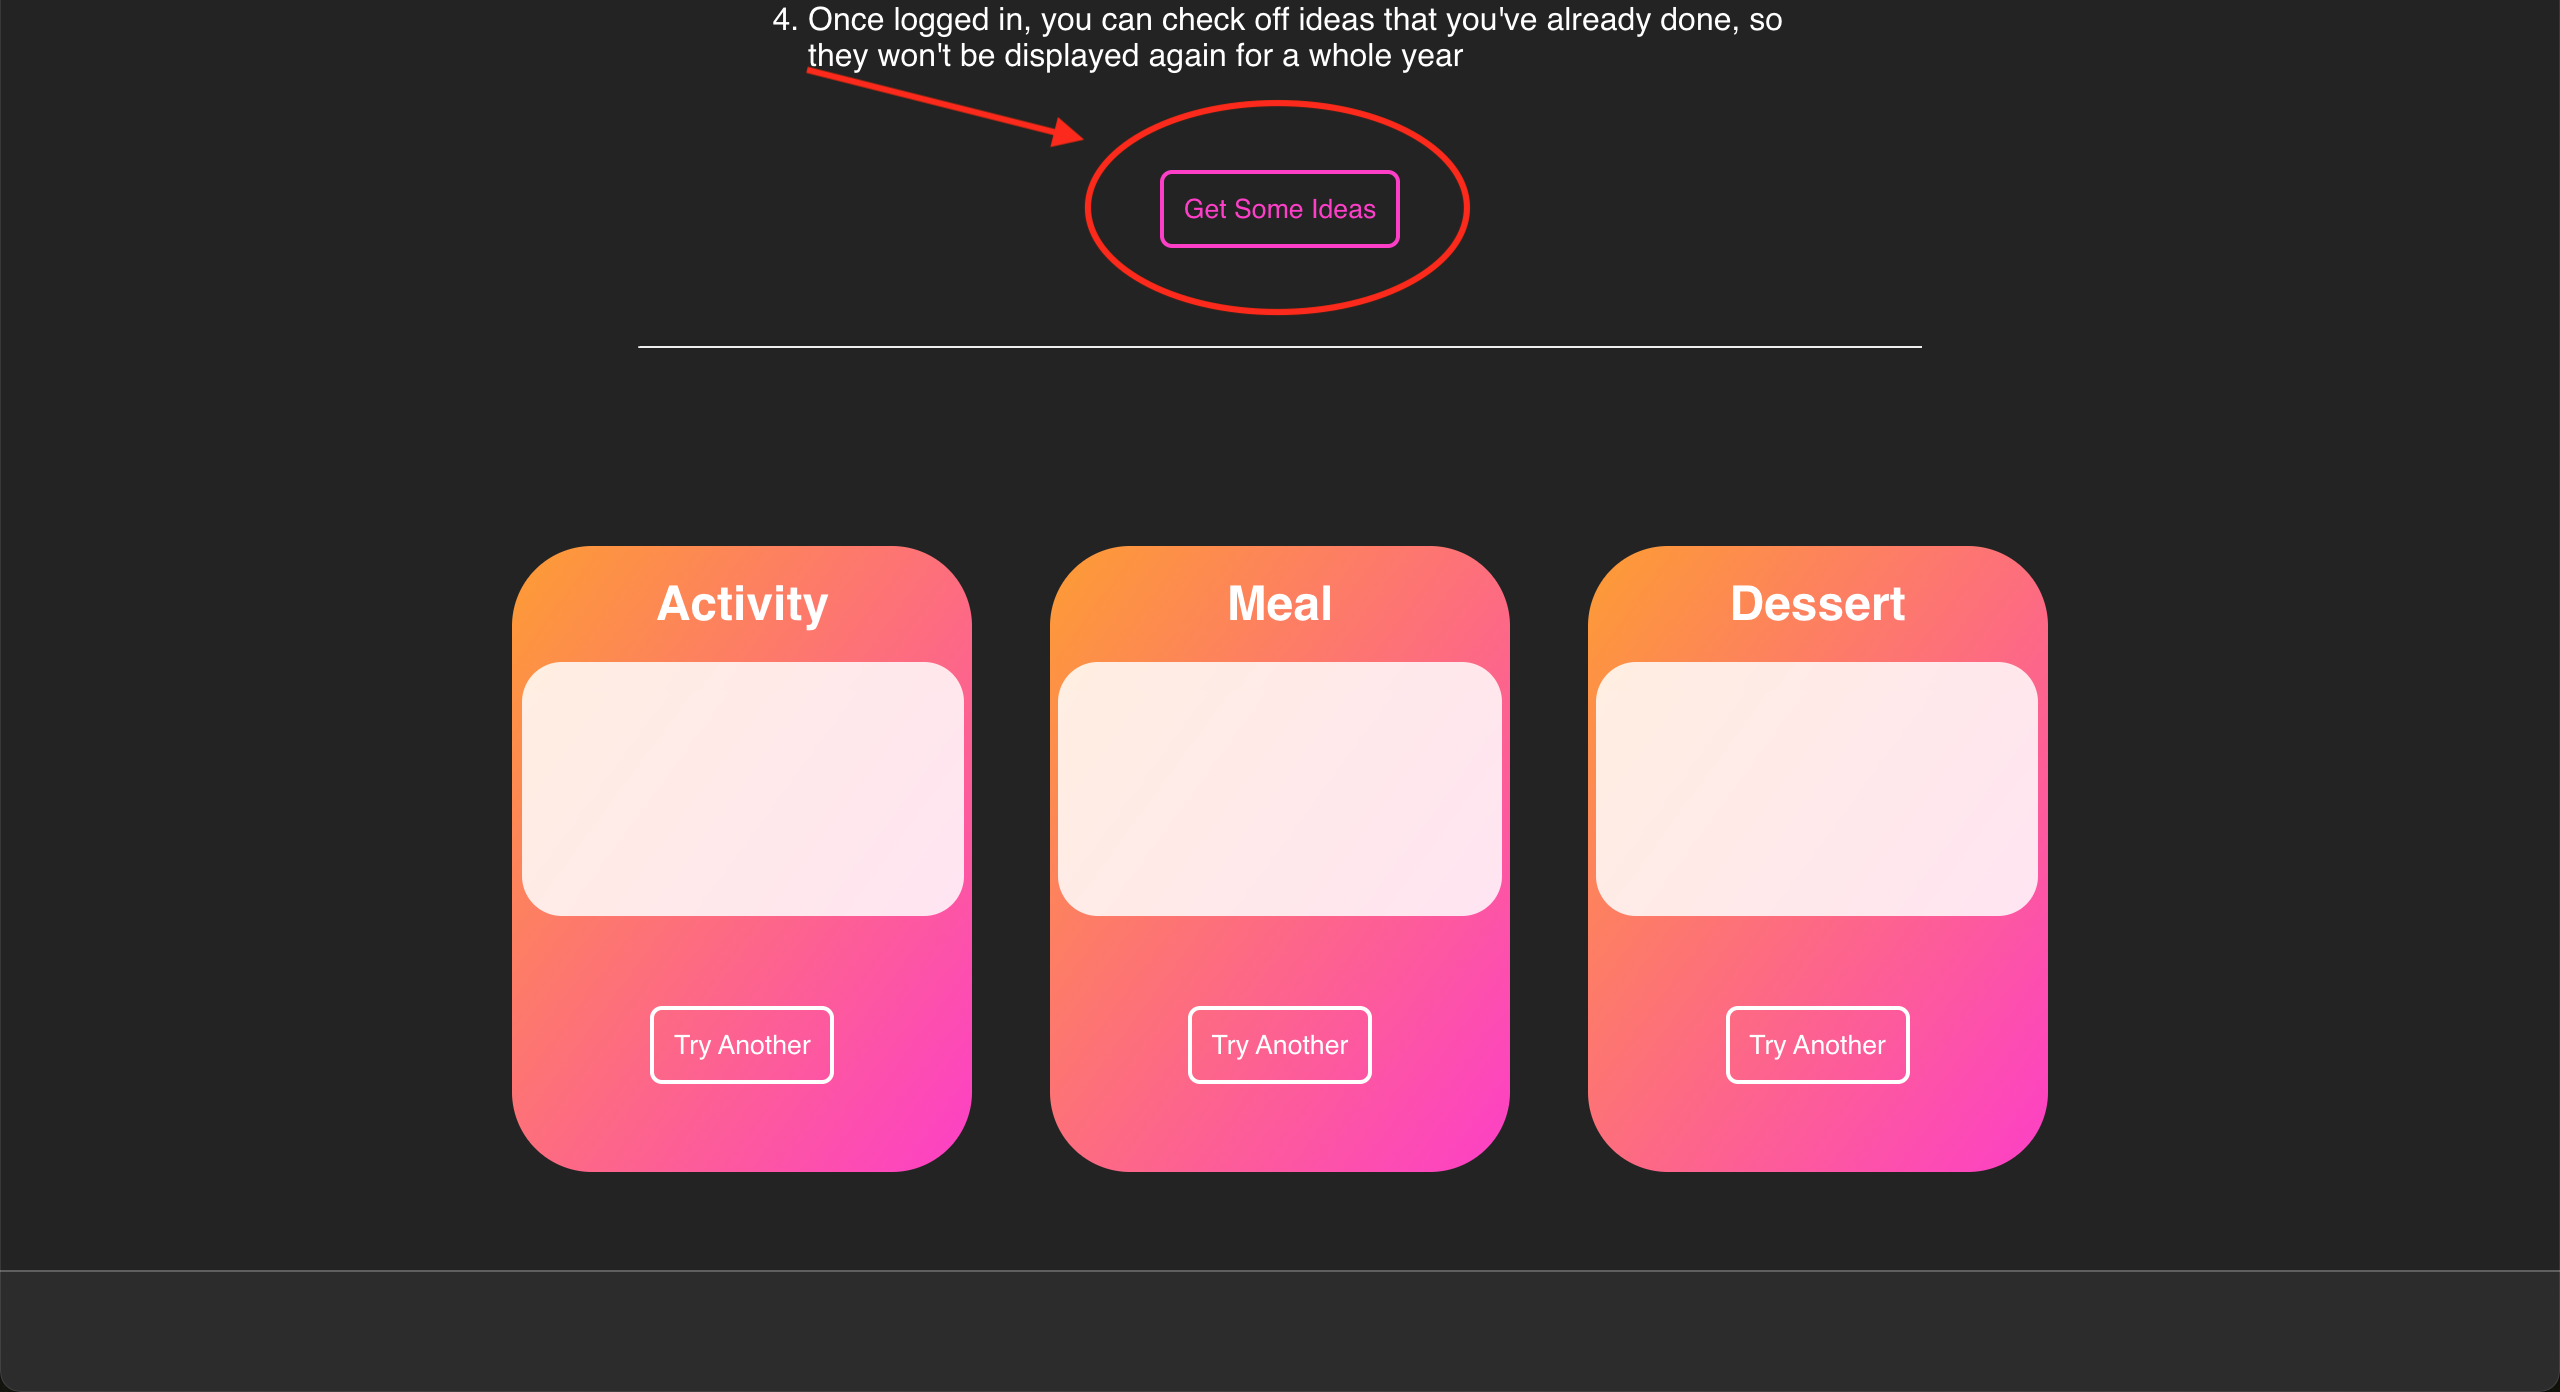 4. Once logged in, you can check off ideas that you've already done, so
they won't be displayed again for a whole year
Get Some Ideas
Activity
Meal
Dessert
Try Another
Try Another
Try Another